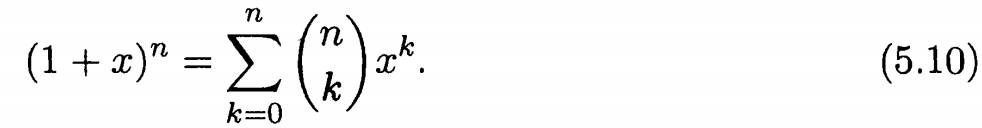 (1 + x)^n = \sum_{k=0}^{n} \binom{n}{k} x^k. (5.10)